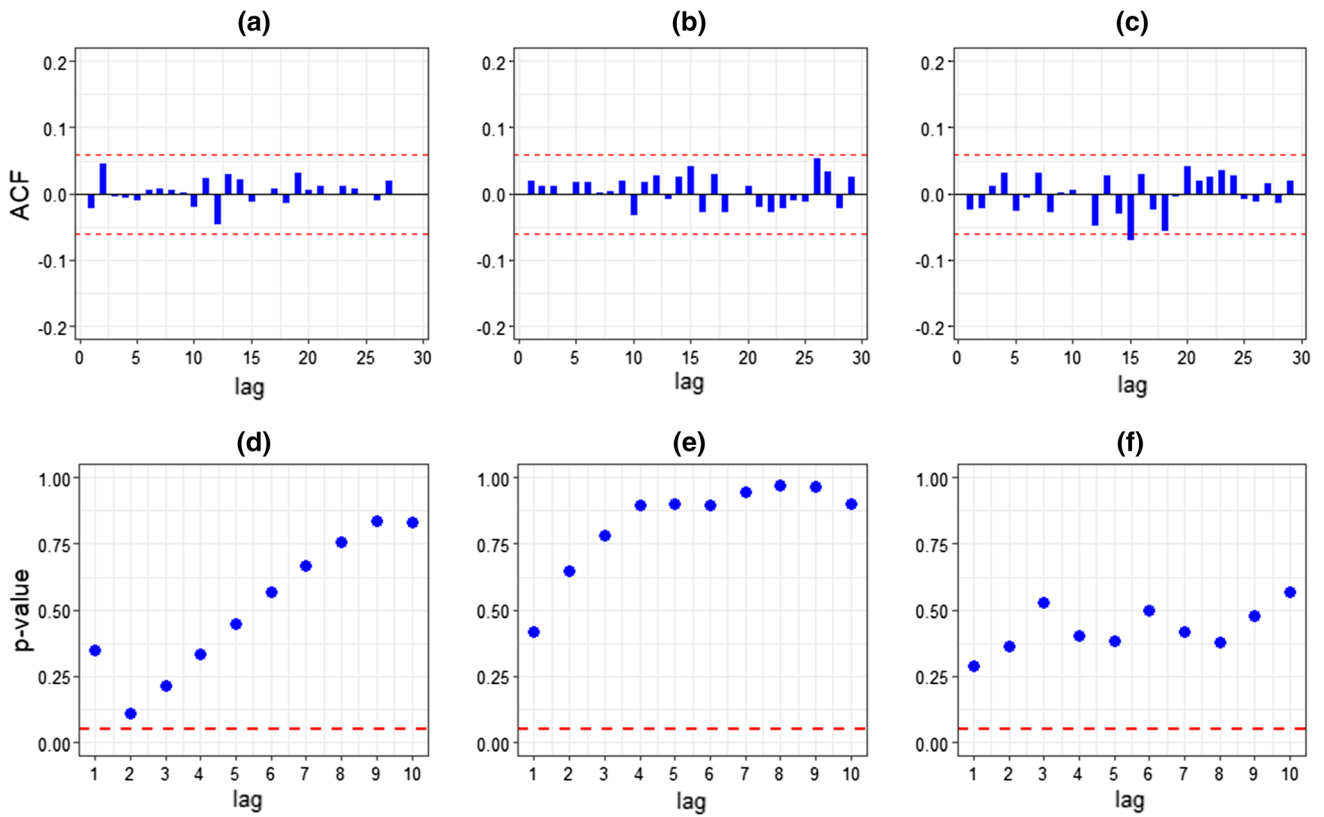 (a) (b) (c)
0.2 0.2 0.2
0.1 0.1 0.1
ACF 0.0 0.0 0.0
-0.1 -0.1 -0.1
-0.2 -0.2 -0.2
0 5 10 15 20 25 30 0 5 10 15 20 25 30 0 5 10 15 20 25 30
lag lag lag
(d) (e) (f)
1.00 1.00 1.00
0.75 0.75 0.75
p-value 0.50 0.50 0.50
0.25 0.25 0.25
0.00 0.00 0.00
1 2 3 4 5 6 7 8 9 10 1 2 3 4 5 6 7 8 9 10 1 2 3 4 5 6 7 8 9 10
lag lag lag